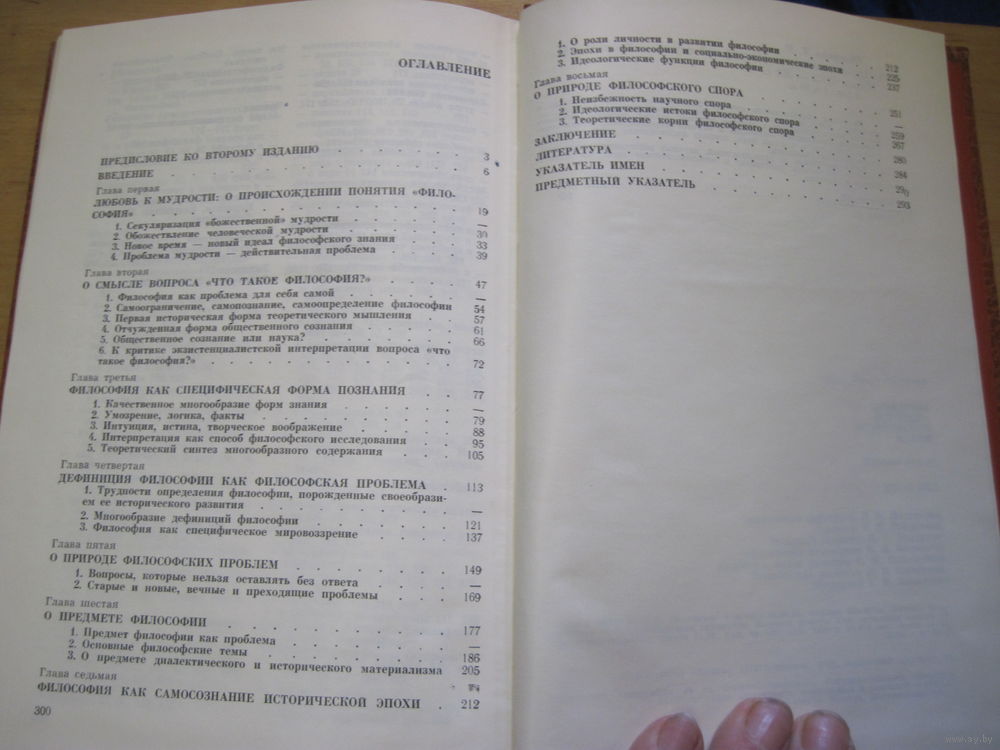 ОГЛАВЛЕНИЕ
ПРЕДИСЛОВИЕ КО ВТОРОМУ ИЗДАНИЮ . . . . . . . 3
ВВЕДЕНИЕ . . . . . . . . . . . . . 6
Глава первая
ЛЮБОВЬ К МУДРОСТИ: О ПРОИСХОЖДЕНИИ ПОНЯТИЯ «ФИЛО-
СОФИЯ» . . . . . . . . . . . . . 19
1. Секуляризация «божественной» мудрости . . . . . —
2. Обожествление человеческой мудрости . . . . . 30
3. Новое время — новый идеал философского знания . . . 33
4. Проблема мудрости — действительная проблема . . . 39
Глава вторая
О СМЫСЛЕ ВОПРОСА «ЧТО ТАКОЕ ФИЛОСОФИЯ?» . . . . 47
1. Философия как проблема для себя самой . . . . . —
2. Самоограничение, самопознание, самоопределение философии 54
3. Первая историческая форма теоретического мышления . . 57
4. Отчужденная форма общественного сознания . . . . 61
5. Общественное сознание или наука? . . . . . . 66
6. К критике экзистенциалистской интерпретации вопроса «что
такое философия?» . . . . . . . . . . 72
Глава третья
ФИЛОСОФИЯ КАК СПЕЦИФИЧЕСКАЯ ФОРМА ПОЗНАНИЯ . . 77
1. Качественное многообразие форм знания . . . . . —
2. Умозрение, логика, факты . . . . . . . . 79
3. Интуиция, истина, творческое воображение . . . . 88
4. Интерпретация как способ философского исследования . . 95
5. Теоретический синтез многообразного содержания . . . 105
Глава четвертая
ДЕФИНИЦИЯ ФИЛОСОФИИ КАК ФИЛОСОФСКАЯ ПРОБЛЕМА . 113
1. Трудности определения философии, порожденные своеобрази-
ем ее исторического развития . . . . . . . —
2. Многообразие дефиниций философии . . . . . . 121
3. Философия как специфическое мировоззрение . . . . 137
Глава пятая
О ПРИРОДЕ ФИЛОСОФСКИХ ПРОБЛЕМ . . . . . . . 149
1. Вопросы, которые нельзя оставлять без ответа . . . . —
2. Старые и новые, вечные и преходящие проблемы . . . 169
Глава шестая
О ПРЕДМЕТЕ ФИЛОСОФИИ . . . . . . . . . 177
1. Предмет философии как проблема . . . . . . —
2. Основные философские темы . . . . . . . 186
3. О предмете диалектического и исторического материализма 205
Глава седьмая
ФИЛОСОФИЯ КАК САМОСОЗНАНИЕ ИСТОРИЧЕСКОЙ ЭПОХИ . 212
300
1. О роли личности в развитии философии . . . . . 212
2. Эпохи в философии и социально-экономические эпохи . . 225
3. Идеологические функции философии . . . . . . 237
Глава восьмая
О ПРИРОДЕ ФИЛОСОФСКОГО СПОРА . . . . . . . 251
1. Неизбежность научного спора . . . . . . . —
2. Идеологические истоки философского спора . . . . 259
3. Теоретические корни философского спора . . . . . 267
ЗАКЛЮЧЕНИЕ . . . . . . . . . . . . 280
ЛИТЕРАТУРА . . . . . . . . . . . . 284
УКАЗАТЕЛЬ ИМЕН . . . . . . . . . . .
ПРЕДМЕТНЫЙ УКАЗАТЕЛЬ . . . . . . . . . 293
www.ay.by